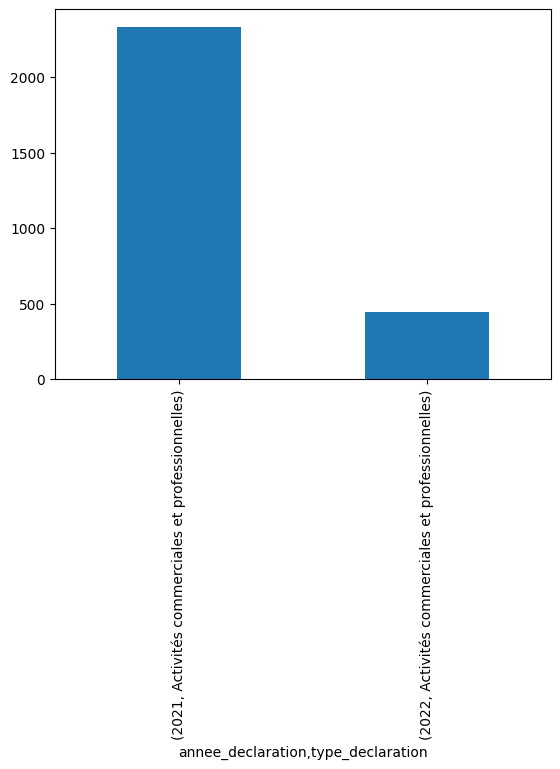 2000
1500
1000
500
0
(2021, Activités commerciales et professionnelles)
(2022, Activités commerciales et professionnelles)
annee_declaration,type_declaration